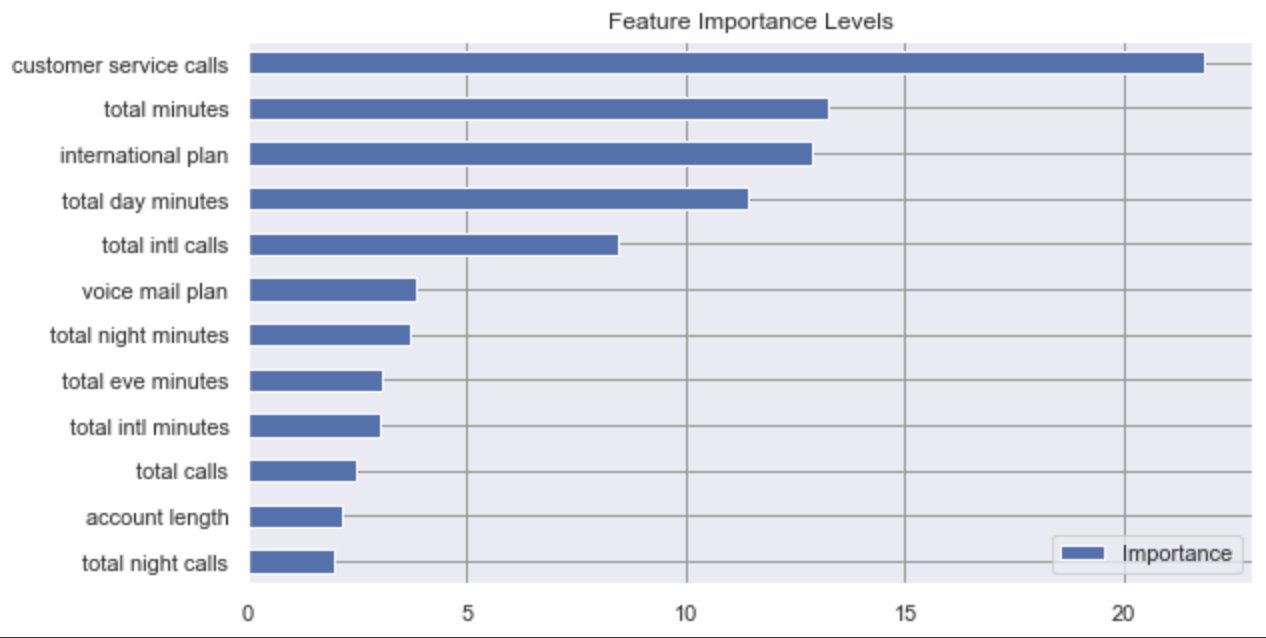 Feature Importance Levels
customer service calls
total minutes
international plan
total day minutes
total intl calls
voice mail plan
total night minutes
total eve minutes
total intl minutes
total calls
account length
total night calls
Importance
0 5 10 15 20